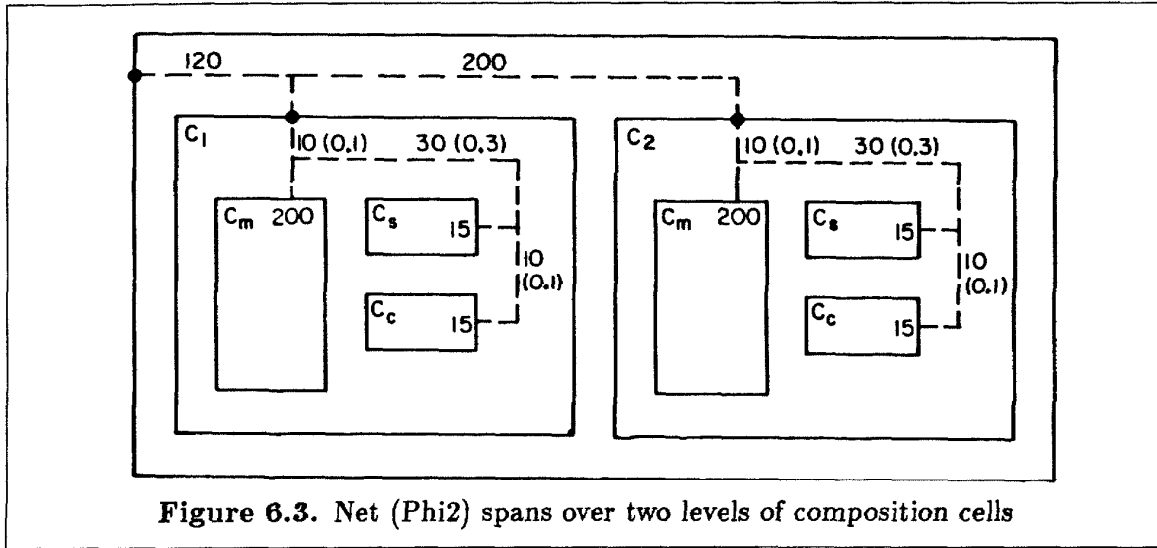 120 200
C1 10 (0.1) 30 (0.3) C2 10 (0.1) 30 (0.3)
Cm 200 Cs 15 Cm 200 Cs 15
10 10
(0.1) (0.1)
Cc 15 Cc 15
Figure 6.3. Net (Phi2) spans over two levels of composition cells